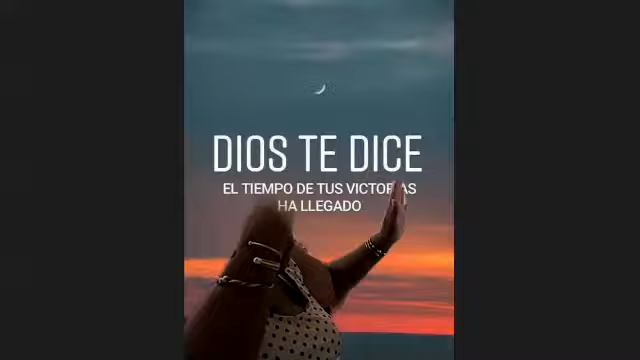 DIOS TE DICE
EL TIEMPO DE TUS VICTORIAS
HA LLEGADO